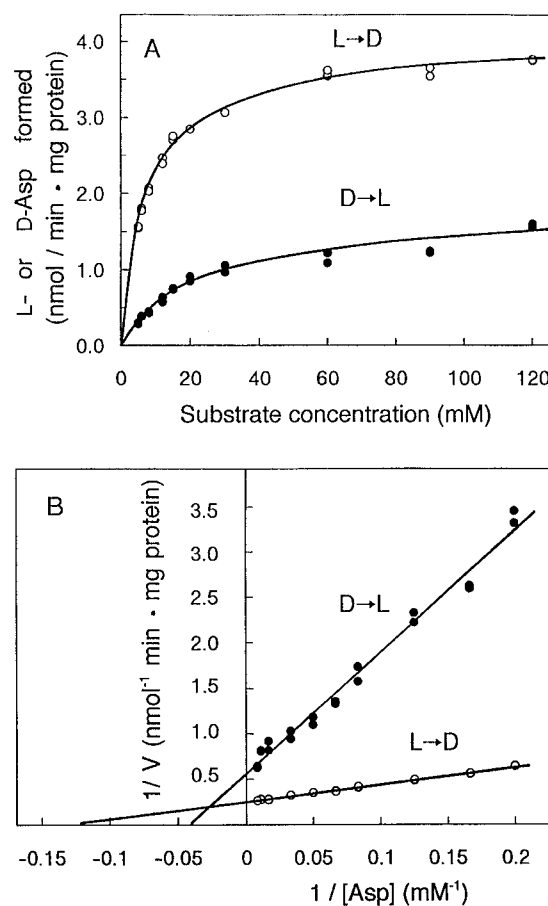 A
L→D
D→L
L- or D-Asp formed
(nmol / min • mg protein)
4.0
3.0
2.0
1.0
0.0
0 20 40 60 80 100 120
Substrate concentration (mM)
B
D→L
L→D
1/ V (nmol⁻¹ min • mg protein)
3.5
3.0
2.5
2.0
1.5
1.0
0.5
-0.15 -0.1 -0.05 0 0.05 0.1 0.15 0.2
1 / [Asp] (mM⁻¹)